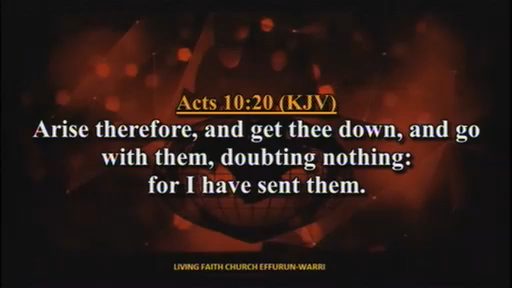 Acts 10:20 (KJV)
Arise therefore, and get thee down, and go
with them, doubting nothing:
for I have sent them.
LIVING FAITH CHURCH EFFURUN-WARRI